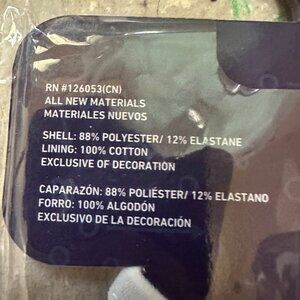 RN #126053(CN)
ALL NEW MATERIALS
MATERIALES NUEVOS
SHELL: 88% POLYESTER/ 12% ELASTANE
LINING: 100% COTTON
EXCLUSIVE OF DECORATION
CAPARAZÓN: 88% POLIÉSTER/ 12% ELASTANO
FORRO: 100% ALGODÓN
EXCLUSIVO DE LA DECORACIÓN